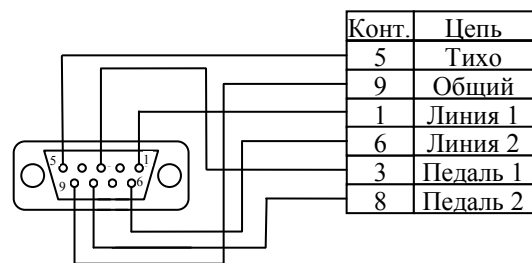 Конт. Цепь
5 Тихо
9 Общий
1 Линия 1
6 Линия 2
3 Педаль 1
8 Педаль 2
5 1
9 6